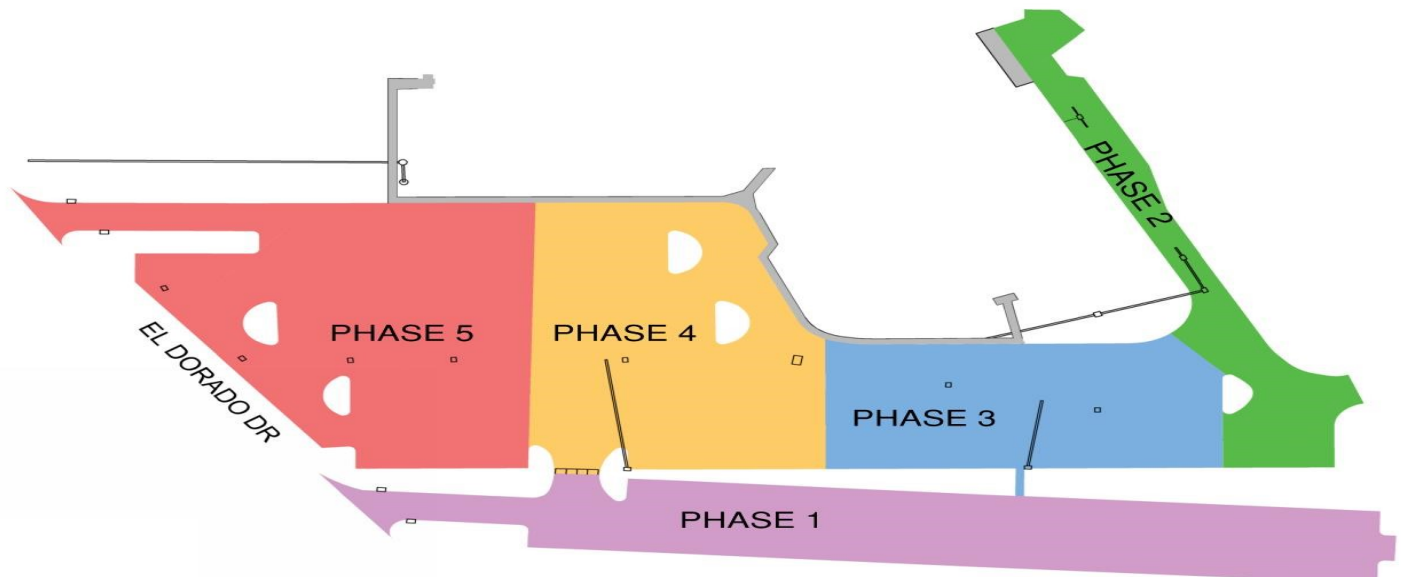 PHASE 2
PHASE 5
PHASE 4
EL DORADO DR
PHASE 3
PHASE 1